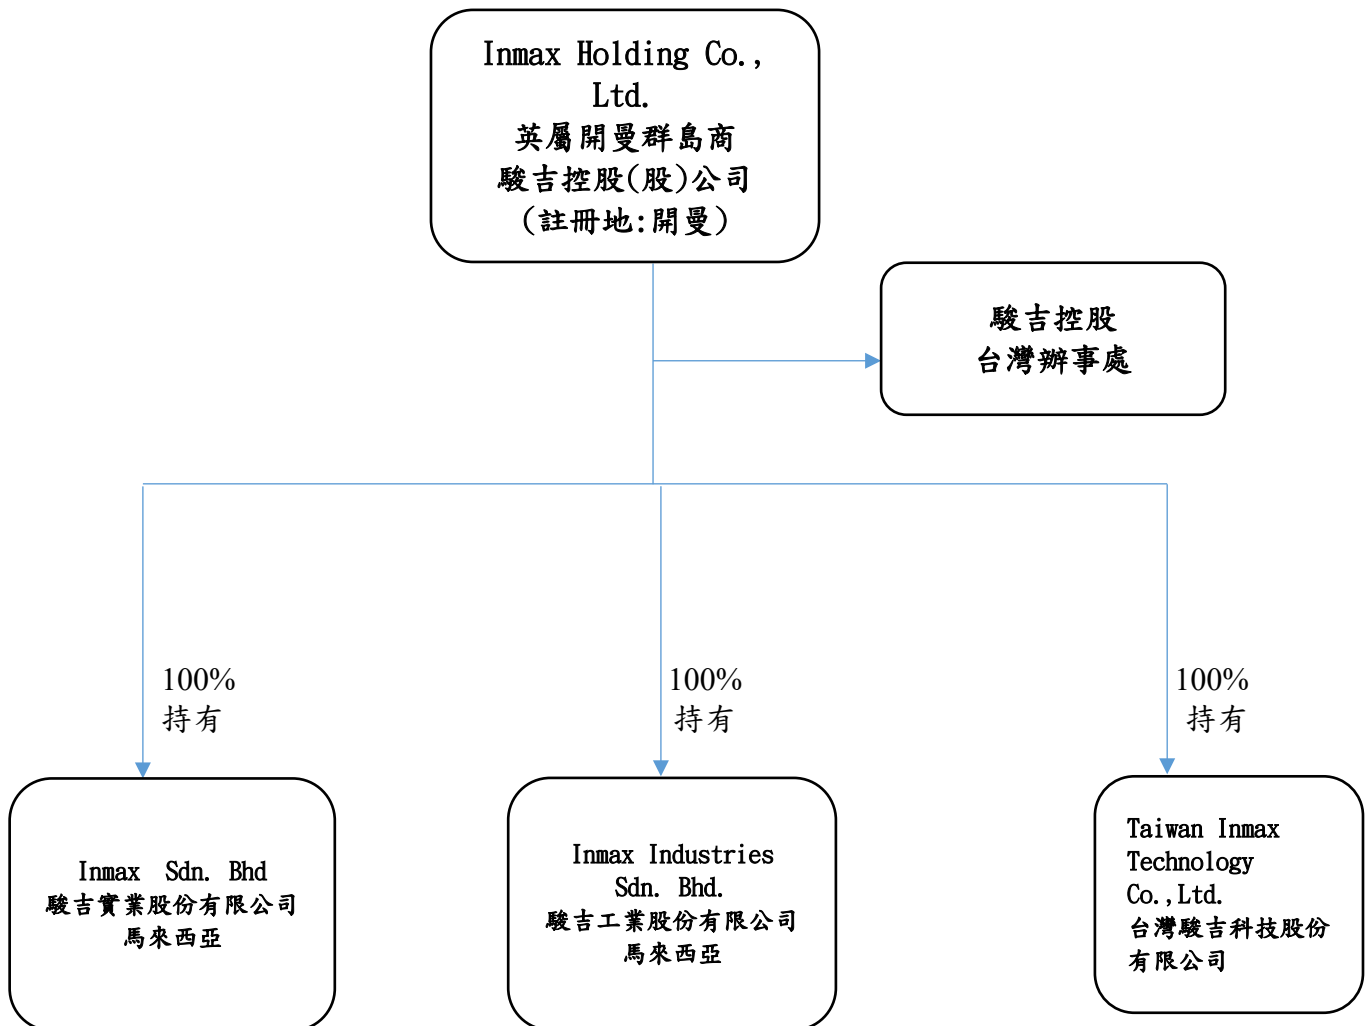 Inmax Holding Co.,
Ltd.
英屬開曼群島商
駿吉控股(股)公司
(註冊地:開曼)
駿吉控股
台灣辦事處
100%
持有
100%
持有
100%
持有
Inmax Sdn. Bhd
駿吉實業股份有限公司
馬來西亞
Inmax Industries
Sdn. Bhd.
駿吉工業股份有限公司
馬來西亞
Taiwan Inmax
Technology
Co.,Ltd.
台灣駿吉科技股份
有限公司